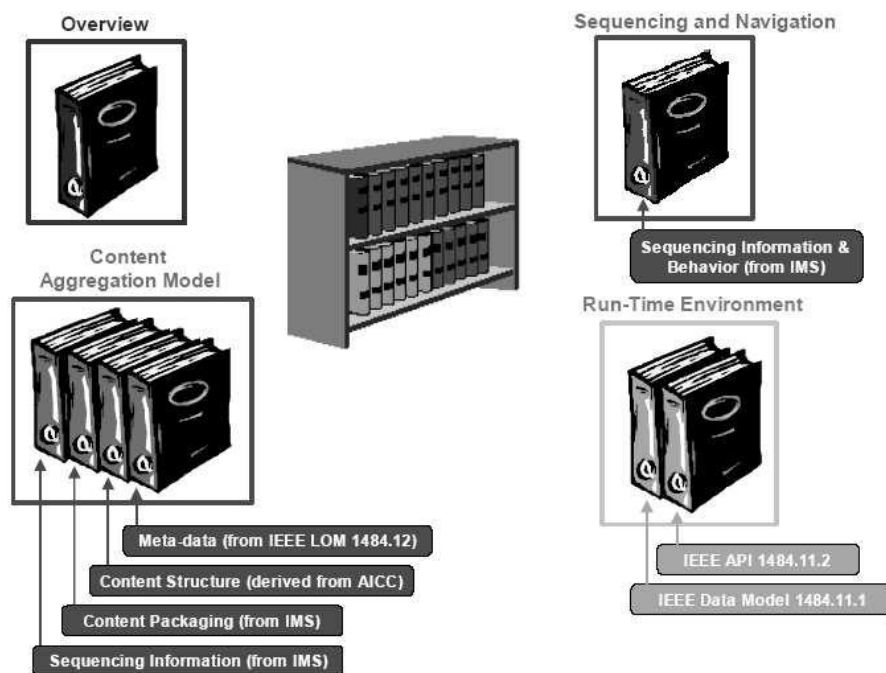 Overview
Sequencing and Navigation
Sequencing Information &
Behavior (from IMS)
Content
Aggregation Model
Run-Time Environment
Meta-data (from IEEE LOM 1484.12)
Content Structure (derived from AICC)
Content Packaging (from IMS)
Sequencing Information (from IMS)
IEEE API 1484.11.2
IEEE Data Model 1484.11.1